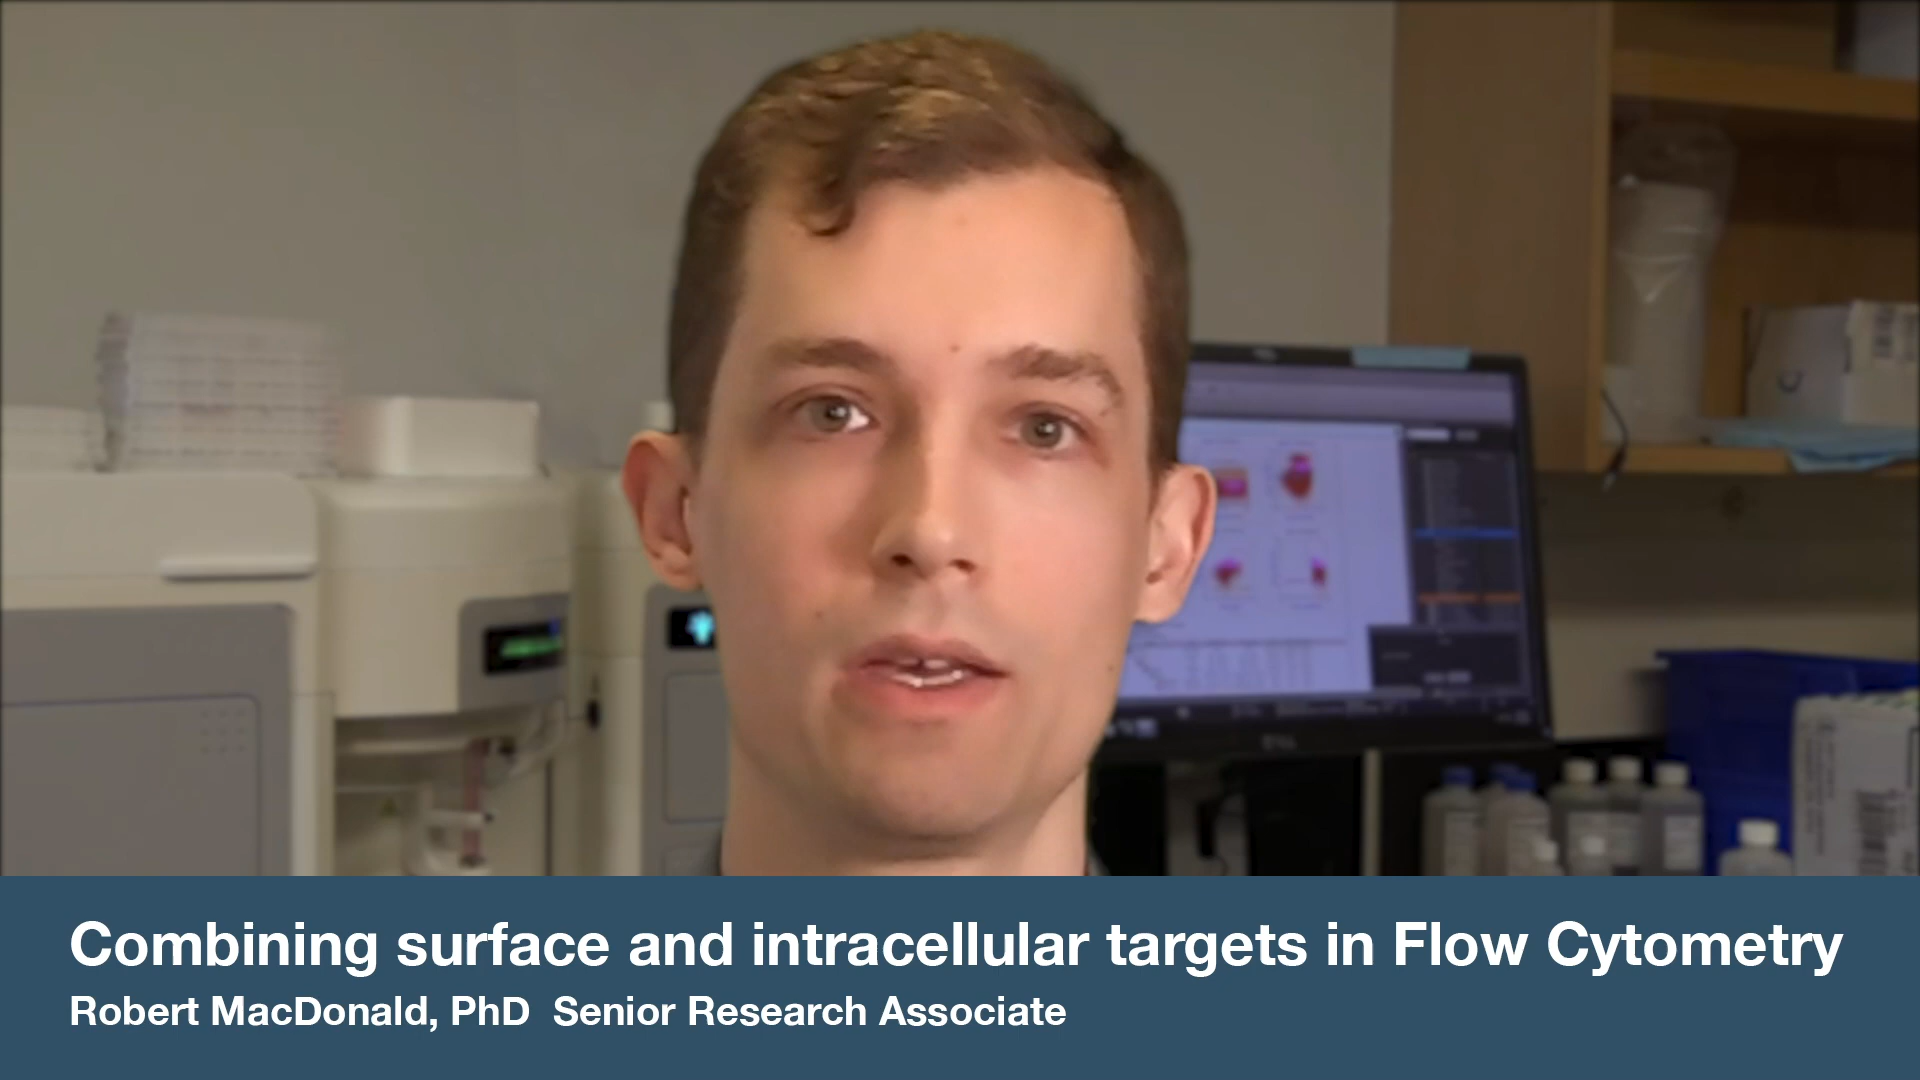 Combining surface and intracellular targets in Flow Cytometry
Robert MacDonald, PhD Senior Research Associate